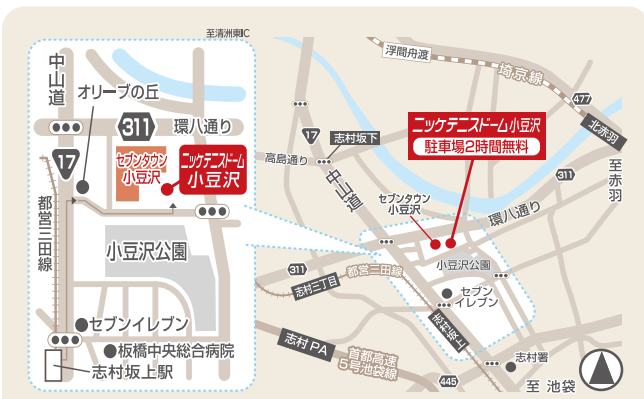 至清洲東IC
中山道
オリーブの丘
311
環八通り
17
セブンタウン
小豆沢
ニッケテニスドーム
小豆沢
都営三田線
小豆沢公園
セブンイレブン
板橋中央総合病院
志村坂上駅
浮間舟渡
埼京線
477
北赤羽
至赤羽
17
志村坂下
高島通り
中山道
ニッケテニスドーム小豆沢
駐車場2時間無料
311
環八通り
セブンタウン
小豆沢
小豆沢公園
311
都営三田線
志村三丁目
セブン
イレブン
志村坂上
志村PA
首都高速
5号池袋線
445
志村署
至 池袋